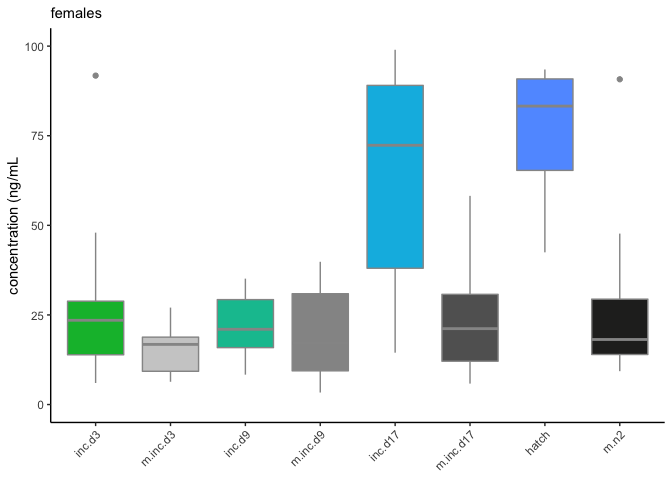 females
concentration (ng/mL
100
75
50
25
0
inc.d3
m.inc.d3
inc.d9
m.inc.d9
inc.d17
m.inc.d17
hatch
m.n2